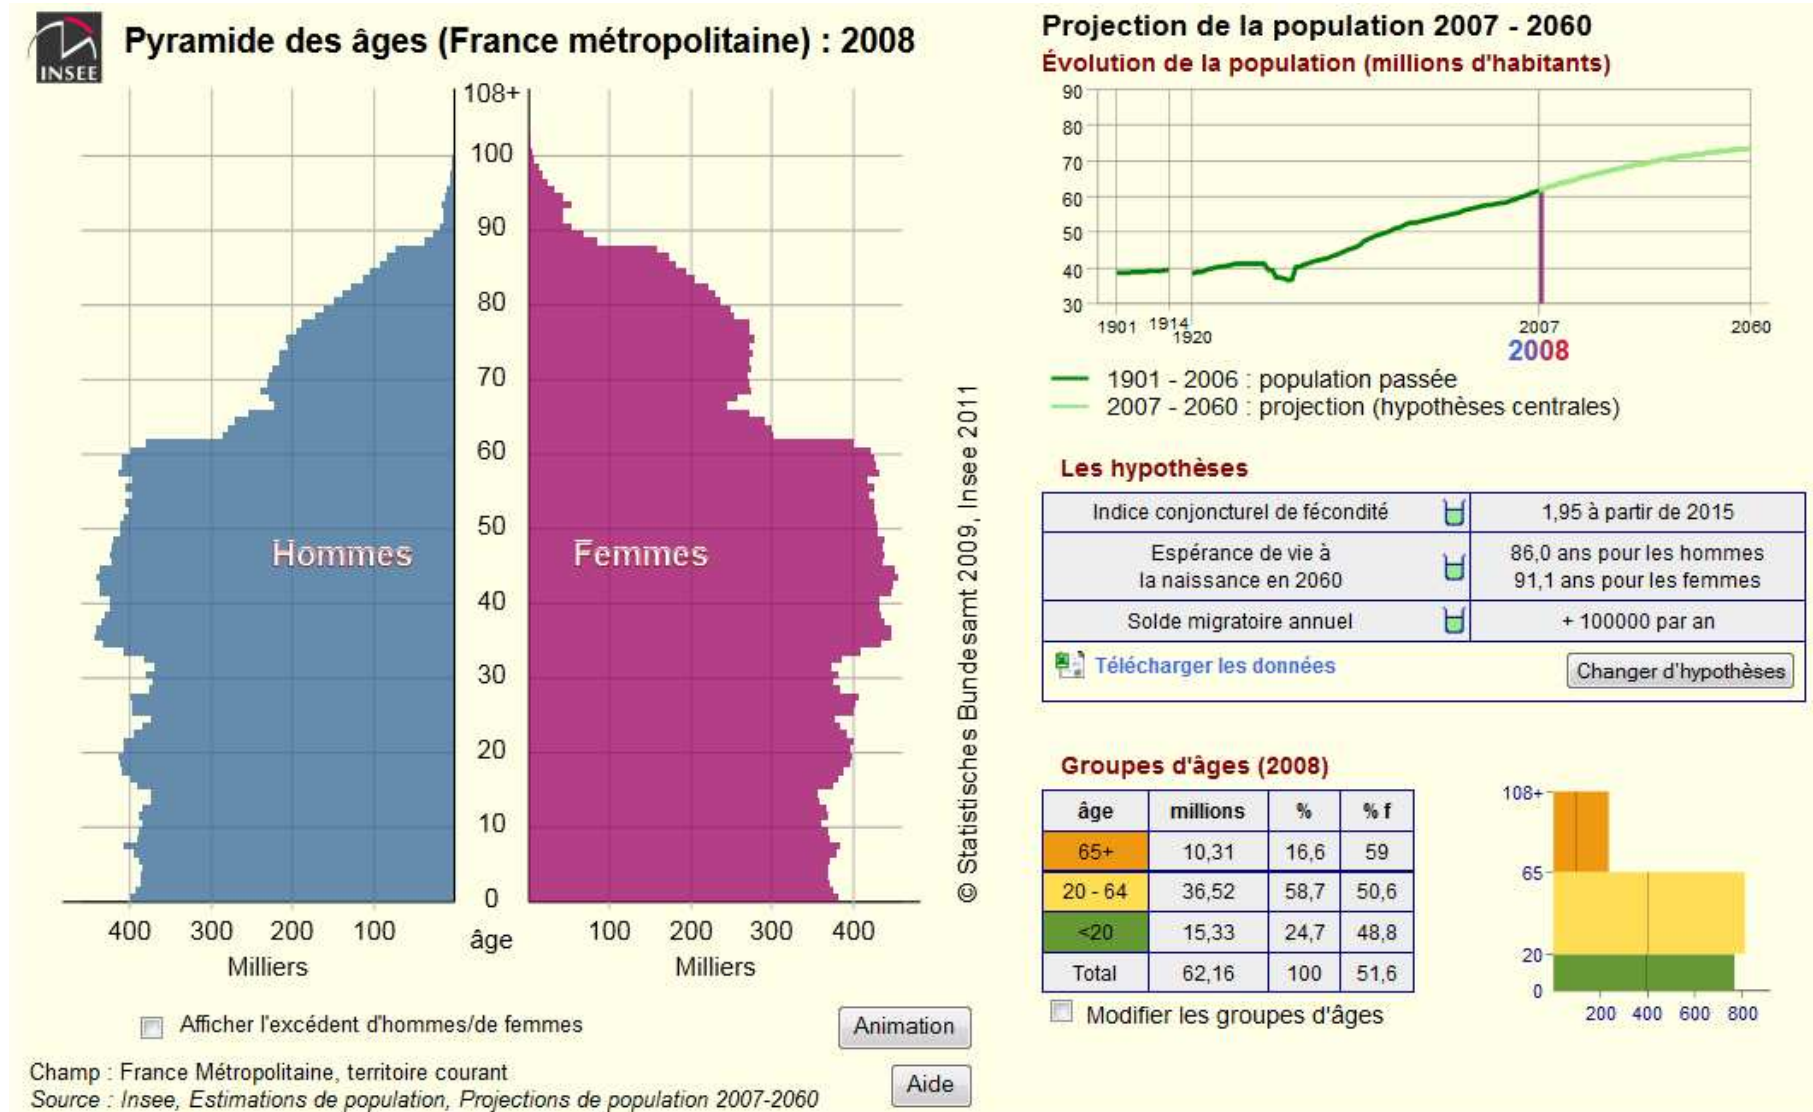 INSEE
Pyramide des âges (France métropolitaine) : 2008
108+
100
90
80
70
60
50
40
30
20
10
0
Hommes
Femmes
400 300 200 100
âge
100 200 300 400
Milliers
Milliers
© Statistisches Bundesamt 2009, Insee 2011
Afficher l'excédent d'hommes/de femmes
Animation
Champ : France Métropolitaine, territoire courant
Source : Insee, Estimations de population, Projections de population 2007-2060
Aide
Projection de la population 2007 - 2060
Évolution de la population (millions d'habitants)
90
80
70
60
50
40
30
1901 1914 1920 2007 2060
2008
1901 - 2006 : population passée
2007 - 2060 : projection (hypothèses centrales)
Les hypothèses
Indice conjoncturel de fécondité 1,95 à partir de 2015
Espérance de vie à 86,0 ans pour les hommes
la naissance en 2060 91,1 ans pour les femmes
Solde migratoire annuel + 100000 par an
Télécharger les données Changer d'hypothèses
Groupes d'âges (2008)
âge millions % % f
65+ 10,31 16,6 59
20 - 64 36,52 58,7 50,6
<20 15,33 24,7 48,8
Total 62,16 100 51,6
Modifier les groupes d'âges
108+
65
20
0
200 400 600 800